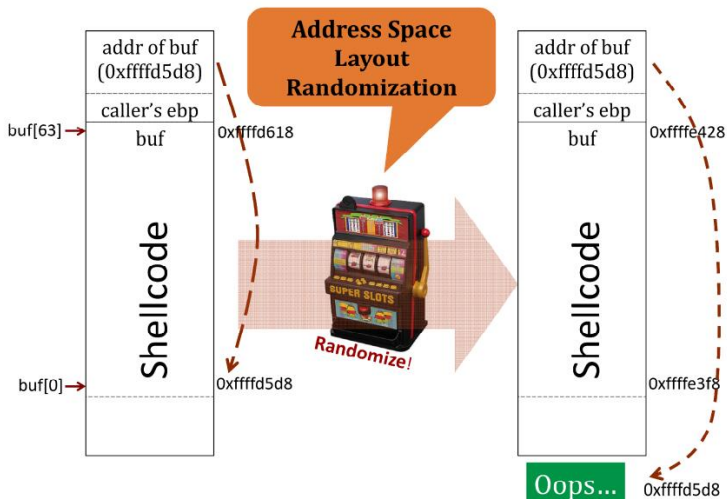 addr of buf
(0xffffd5d8)
caller's ebp
buf
buf[63]
0xffffd618
Shellcode
buf[0]
0xffffd5d8
Address Space
Layout
Randomization
SUPER SLOTS
Randomize!
addr of buf
(0xffffd5d8)
caller's ebp
buf
0xffffe428
Shellcode
0xffffe3f8
Oops...
0xffffd5d8